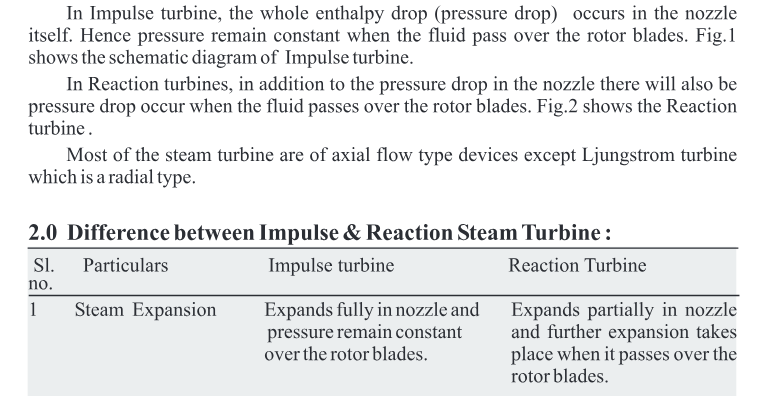 In Impulse turbine, the whole enthalpy drop (pressure drop) occurs in the nozzle
itself. Hence pressure remain constant when the fluid pass over the rotor blades. Fig.1
shows the schematic diagram of Impulse turbine.
In Reaction turbines, in addition to the pressure drop in the nozzle there will also be
pressure drop occur when the fluid passes over the rotor blades. Fig.2 shows the Reaction
turbine .
Most of the steam turbine are of axial flow type devices except Ljungstrom turbine
which is a radial type.
2.0 Difference between Impulse & Reaction Steam Turbine :
Sl. Particulars Impulse turbine Reaction Turbine
no.
1 Steam Expansion Expands fully in nozzle and Expands partially in nozzle
pressure remain constant and further expansion takes
over the rotor blades. place when it passes over the
rotor blades.